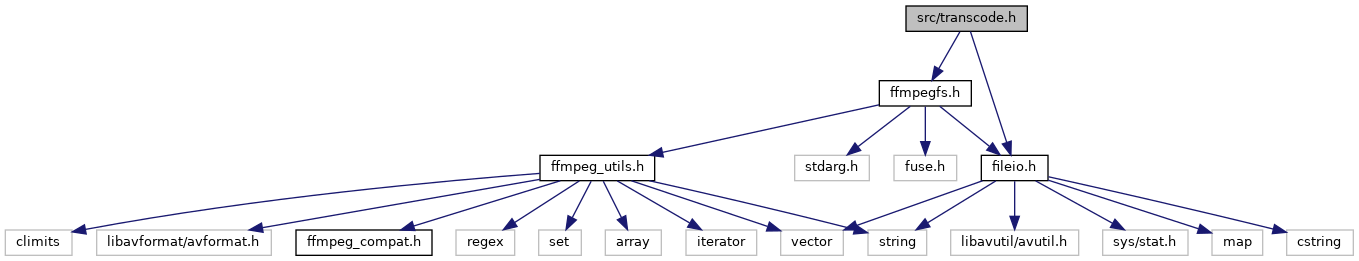 src/transcode.h
ffmpegfs.h
ffmpeg_utils.h
stdarg.h
fuse.h
fileio.h
climits
libavformat/avformat.h
ffmpeg_compat.h
regex
set
array
iterator
vector
string
libavutil/avutil.h
sys/stat.h
map
cstring